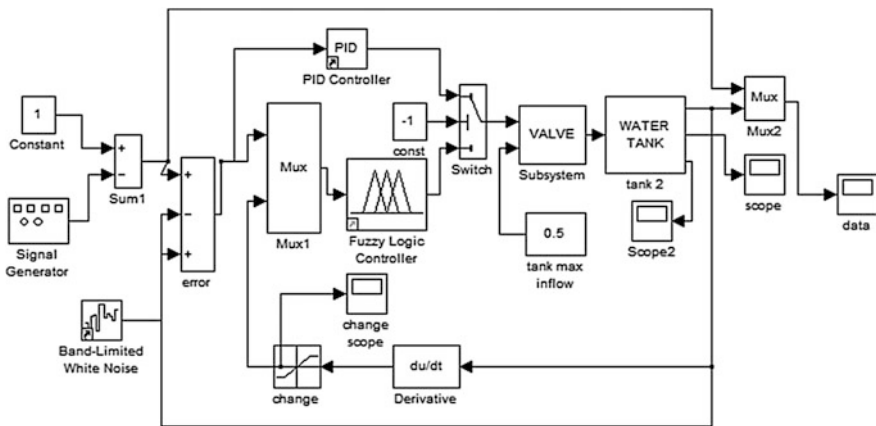 PID
PID Controller
1
Constant
+
−
Sum1
Signal
Generator
+
−
+
error
Band-Limited
White Noise
Mux
Mux1
-1
const
Fuzzy Logic
Controller
Switch
VALVE
Subsystem
WATER
TANK
tank 2
Mux
Mux2
scope
data
Scope2
0.5
tank max
inflow
change
scope
change
du/dt
Derivative